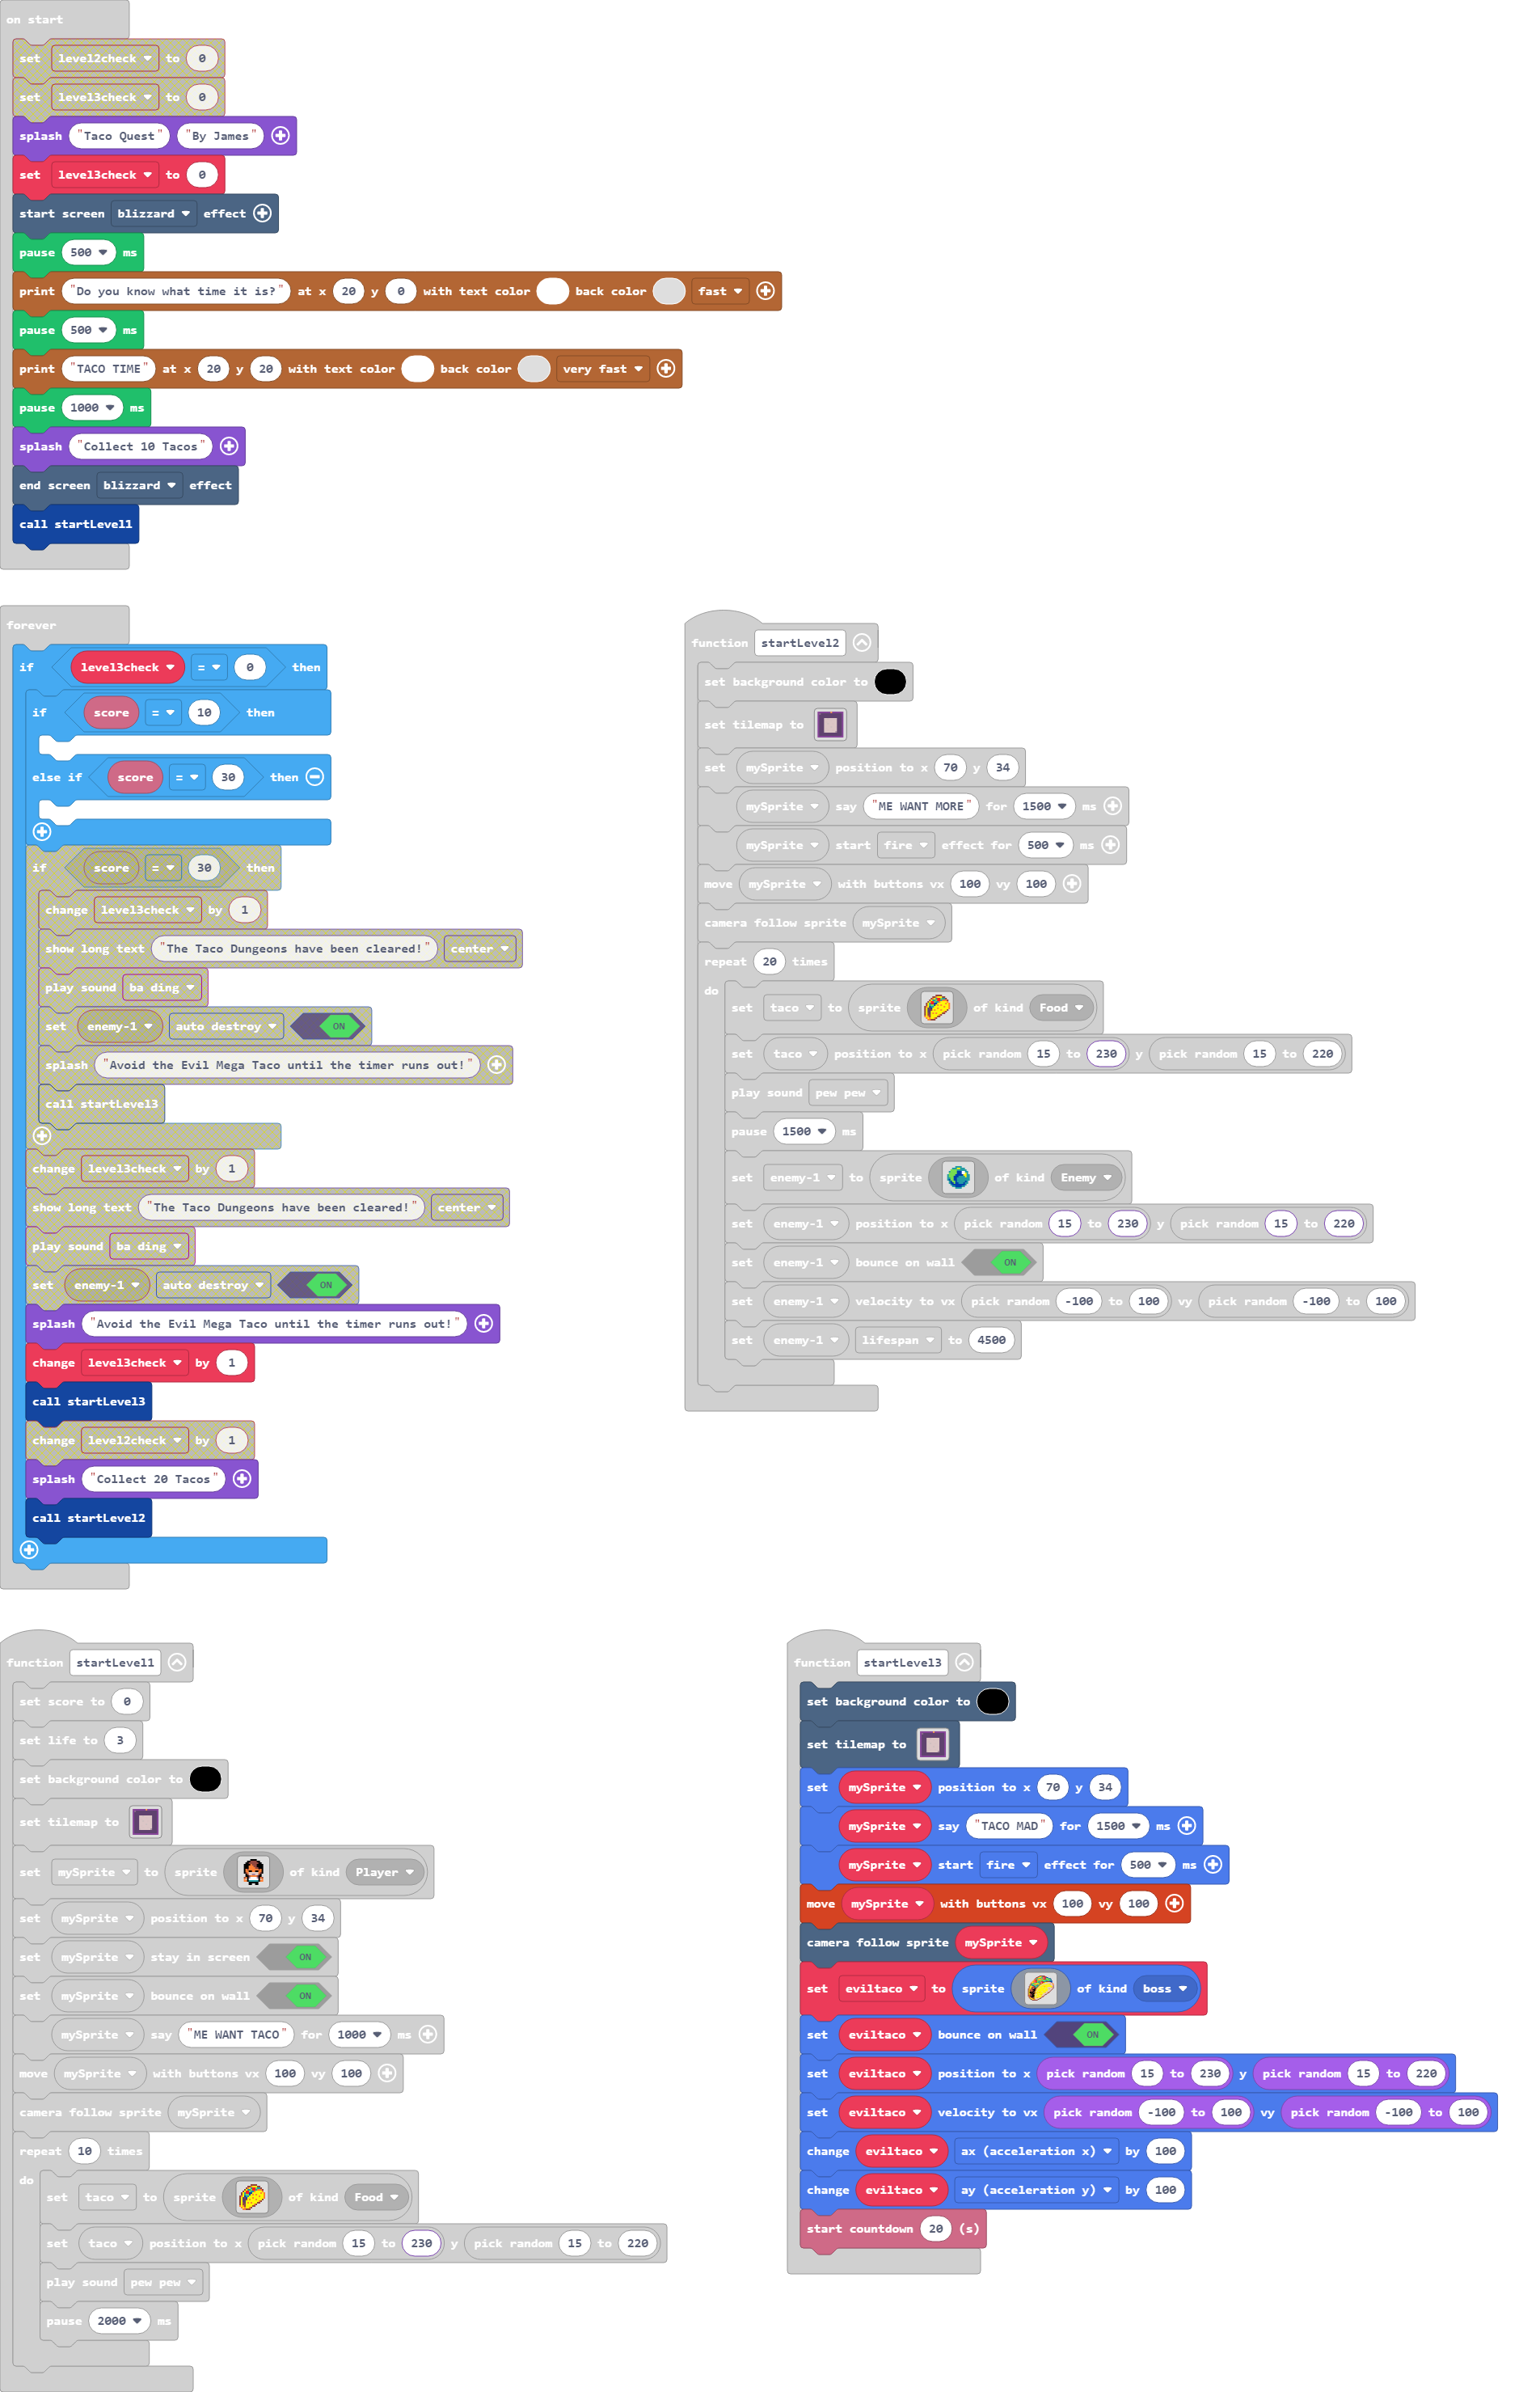 on start
set level2check to 0
set level3check to 0
splash "Taco Quest" "By James"
set level3check to 0
start screen blizzard effect
pause 500 ms
print "Do you know what time it is?" at x 20 y 0 with text color back color fast
pause 500 ms
print "TACO TIME" at x 20 y 20 with text color back color very fast
pause 1000 ms
splash "Collect 10 Tacos"
end screen blizzard effect
call startLevel1
forever
if level3check = 0 then
if score = 10 then
else if score = 30 then
if score = 30 then
change level3check by 1
show long text "The Taco Dungeons have been cleared!" center
play sound ba ding
set enemy-1 auto destroy ON
splash "Avoid the Evil Mega Taco until the timer runs out!"
call startLevel3
change level3check by 1
show long text "The Taco Dungeons have been cleared!" center
play sound ba ding
set enemy-1 auto destroy ON
splash "Avoid the Evil Mega Taco until the timer runs out!"
change level3check by 1
call startLevel3
change level2check by 1
splash "Collect 20 Tacos"
call startLevel2
function startLevel2
set background color to
set tilemap to
set mySprite position to x 70 y 34
mySprite say "ME WANT MORE" for 1500 ms
mySprite start fire effect for 500 ms
move mySprite with buttons vx 100 vy 100
camera follow sprite mySprite
repeat 20 times
do
set taco to sprite of kind Food
set taco position to x pick random 15 to 230 y pick random 15 to 220
play sound pew pew
pause 1500 ms
set enemy-1 to sprite of kind Enemy
set enemy-1 position to x pick random 15 to 230 y pick random 15 to 220
set enemy-1 bounce on wall ON
set enemy-1 velocity to vx pick random -100 to 100 vy pick random -100 to 100
set enemy-1 lifespan to 4500
function startLevel1
set score to 0
set life to 3
set background color to
set tilemap to
set mySprite to sprite of kind Player
set mySprite position to x 70 y 34
set mySprite stay in screen ON
set mySprite bounce on wall ON
mySprite say "ME WANT TACO" for 1000 ms
move mySprite with buttons vx 100 vy 100
camera follow sprite mySprite
repeat 10 times
do
set taco to sprite of kind Food
set taco position to x pick random 15 to 230 y pick random 15 to 220
play sound pew pew
pause 2000 ms
function startLevel3
set background color to
set tilemap to
set mySprite position to x 70 y 34
mySprite say "TACO MAD" for 1500 ms
mySprite start fire effect for 500 ms
move mySprite with buttons vx 100 vy 100
camera follow sprite mySprite
set eviltaco to sprite of kind boss
set eviltaco bounce on wall ON
set eviltaco position to x pick random 15 to 230 y pick random 15 to 220
set eviltaco velocity to vx pick random -100 to 100 vy pick random -100 to 100
change eviltaco ax (acceleration x) by 100
change eviltaco ay (acceleration y) by 100
start countdown 20 (s)